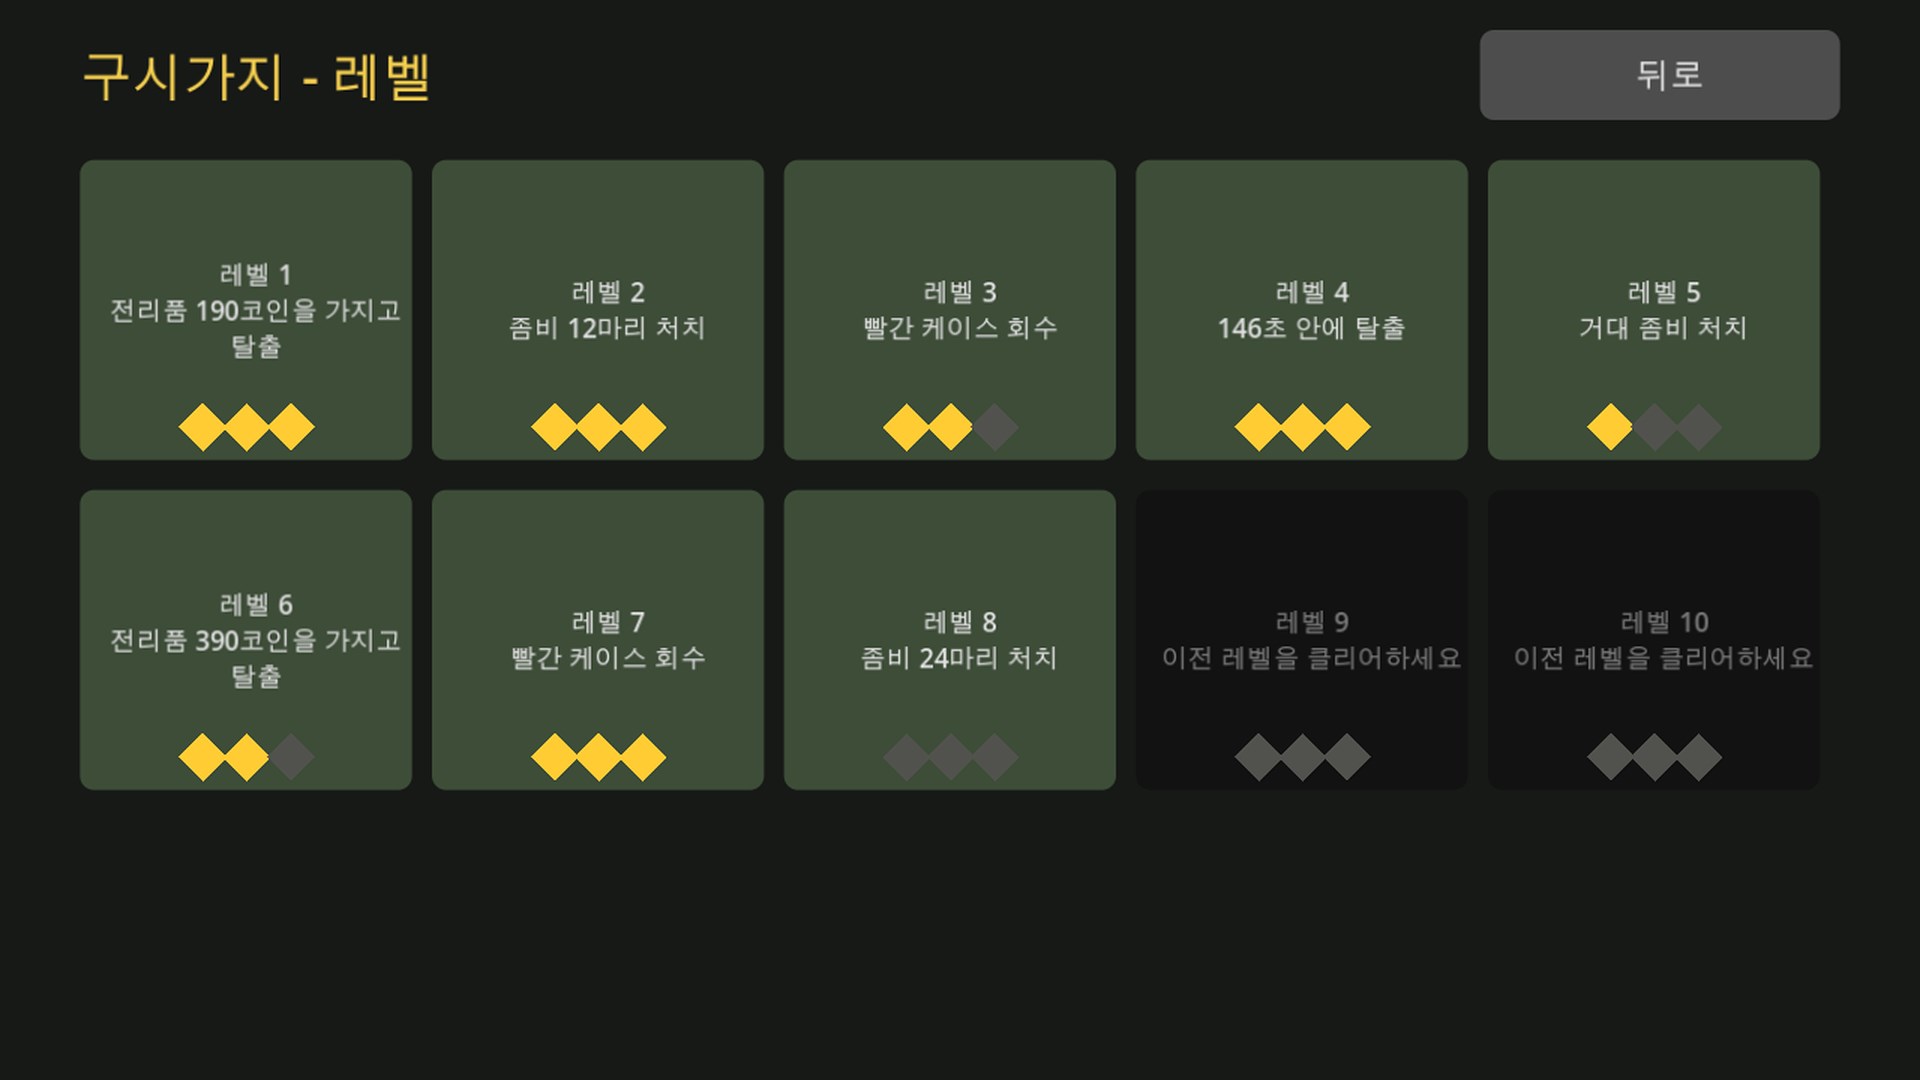 구시가지 - 레벨
뒤로
레벨 1
전리품 190코인을 가지고
탈출
레벨 2
좀비 12마리 처치
레벨 3
빨간 케이스 회수
레벨 4
146초 안에 탈출
레벨 5
거대 좀비 처치
레벨 6
전리품 390코인을 가지고
탈출
레벨 7
빨간 케이스 회수
레벨 8
좀비 24마리 처치
레벨 9
이전 레벨을 클리어하세요
레벨 10
이전 레벨을 클리어하세요